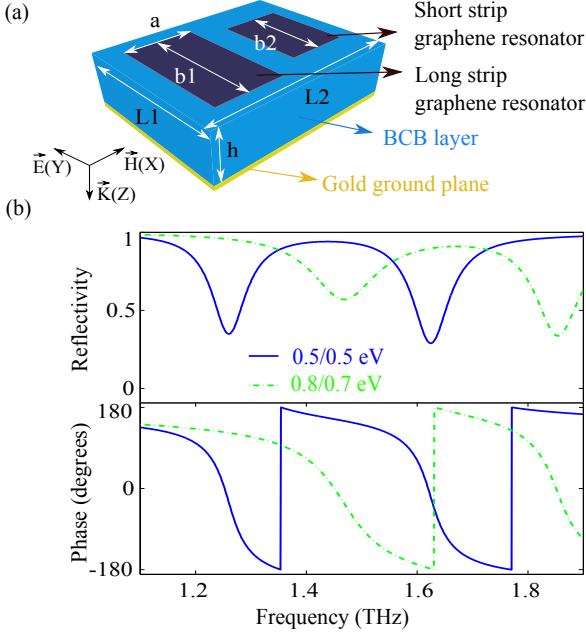 (a)
Short strip
graphene resonator
a
b2
b1
Long strip
graphene resonator
L1
L2
BCB layer
h
E(Y)
H(X)
K(Z)
Gold ground plane
(b)
Reflectivity
1
0.5
0
0.5/0.5 eV
0.8/0.7 eV
Phase (degrees)
180
0
-180
1.2
1.4
1.6
1.8
Frequency (THz)